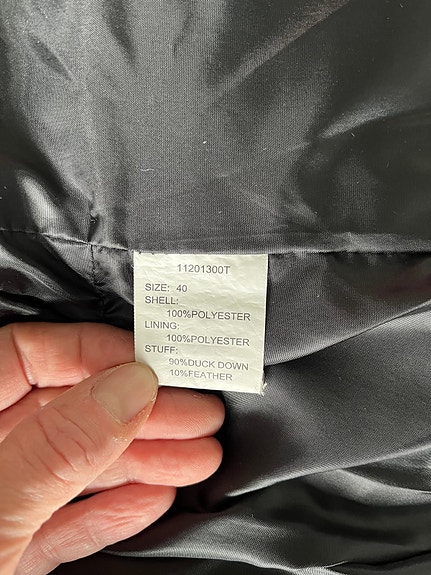 11201300T
SIZE: 40
SHELL:
100%POLYESTER
LINING:
100%POLYESTER
STUFF:
90%DUCK DOWN
10%FEATHER